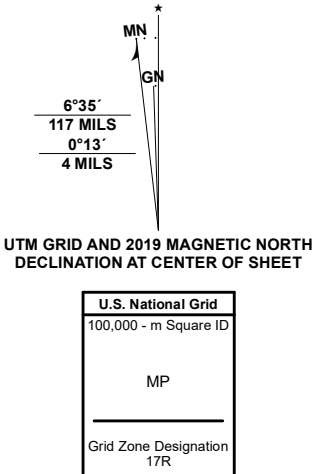 ★
MN
GN
6°35´
117 MILS
0°13´
4 MILS
UTM GRID AND 2019 MAGNETIC NORTH
DECLINATION AT CENTER OF SHEET
U.S. National Grid
100,000 - m Square ID
MP
Grid Zone Designation
17R